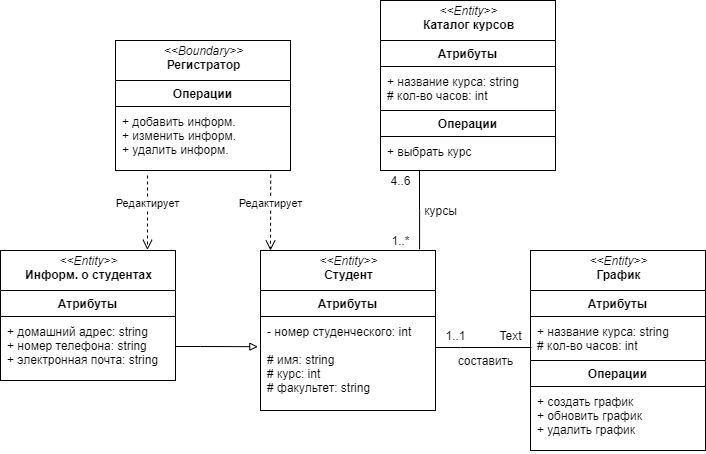 <<Entity>>
Каталог курсов
Атрибуты
+ название курса: string
# кол-во часов: int
Операции
+ выбрать курс
<<Boundary>>
Регистратор
Операции
+ добавить информ.
+ изменить информ.
+ удалить информ.
Редактирует
Редактирует
4..6
курсы
1..*
<<Entity>>
Информ. о студентах
Атрибуты
+ домашний адрес: string
+ номер телефона: string
+ электронная почта: string
<<Entity>>
Студент
Атрибуты
- номер студенческого: int
# имя: string
# курс: int
# факультет: string
1..1
Text
составить
<<Entity>>
График
Атрибуты
+ название курса: string
# кол-во часов: int
Операции
+ создать график
+ обновить график
+ удалить график